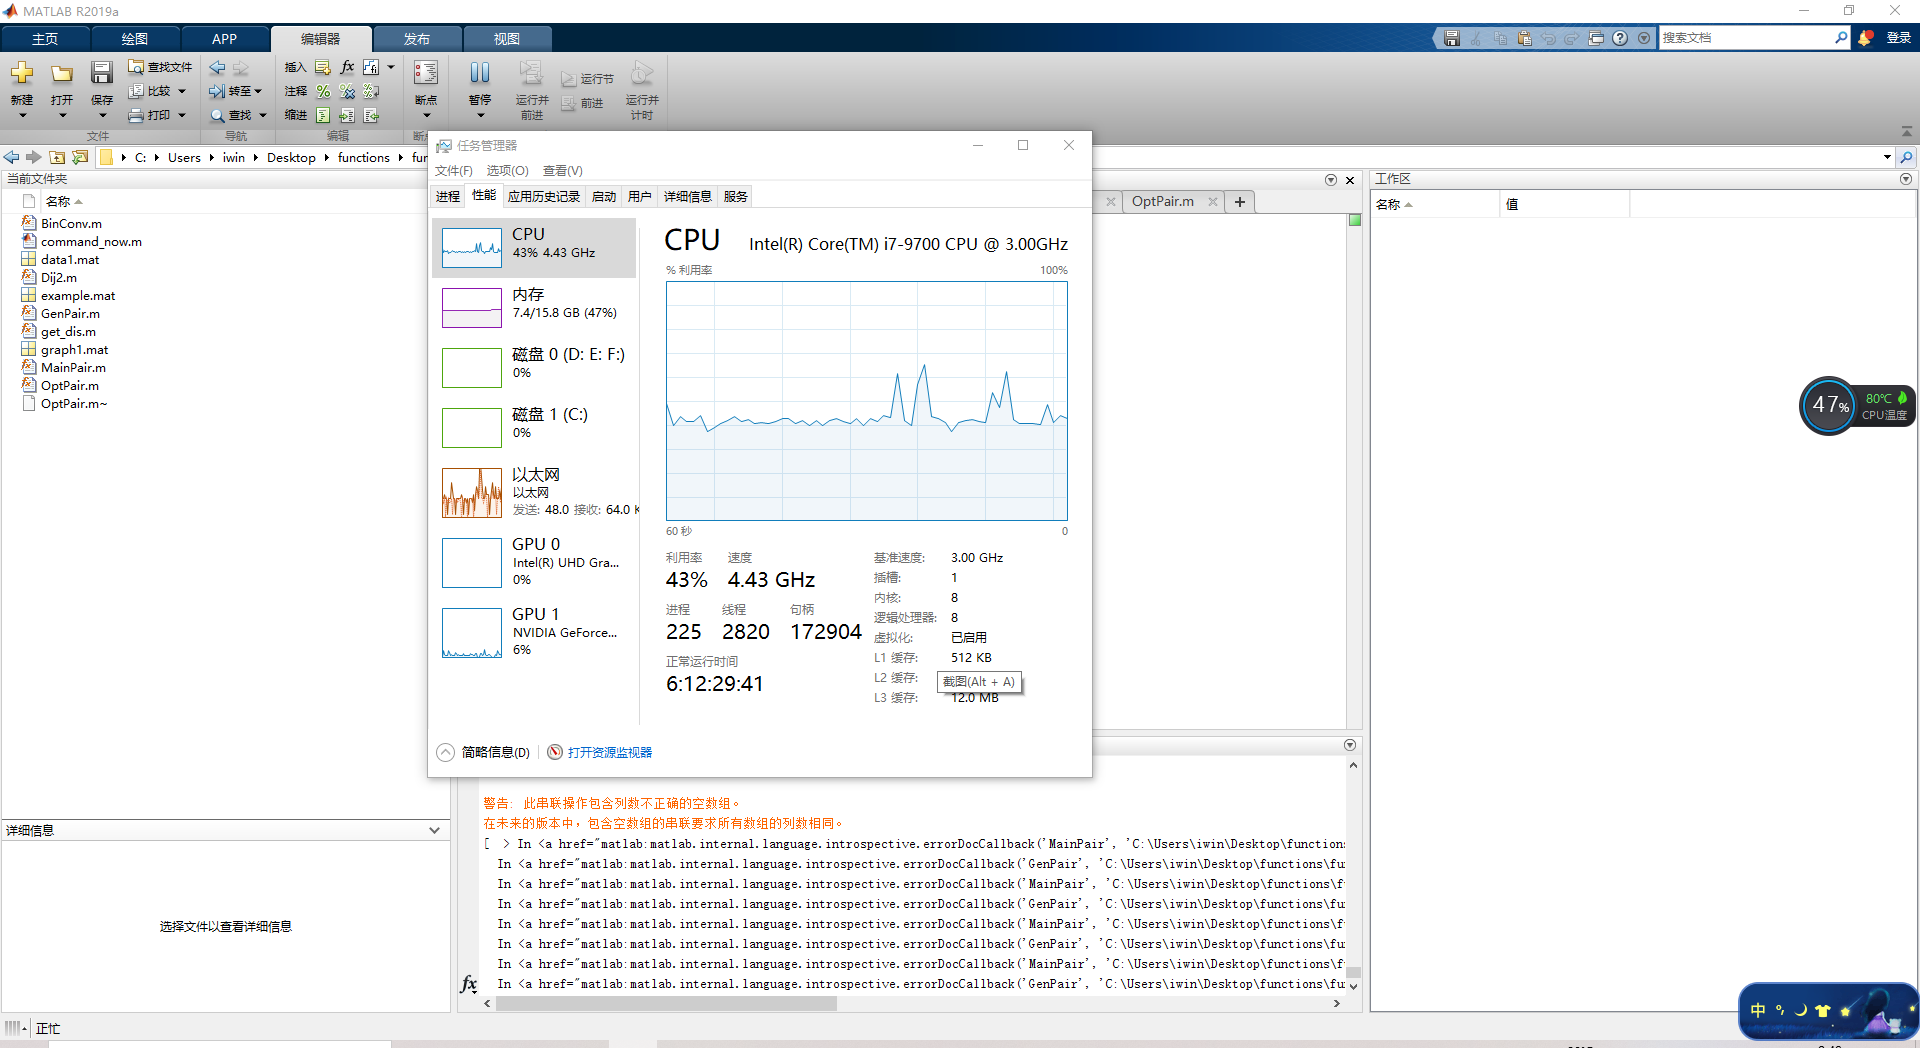 MATLAB R2019a
主页
绘图
APP
编辑器
发布
视图
搜索文档
登录
新建
打开
保存
查找文件
比较
打印
转至
查找
插入
注释
缩进
断点
暂停
运行并
前进
运行节
前进
运行并
计时
文件
导航
编辑
C:
Users
iwin
Desktop
functions
当前文件夹
名称
BinConv.m
command_now.m
data1.mat
Dij2.m
example.mat
GenPair.m
get_dis.m
graph1.mat
MainPair.m
OptPair.m
OptPair.m~
详细信息
选择文件以查看详细信息
正忙
任务管理器
文件(F) 选项(O) 查看(V)
进程 性能 应用历史记录 启动 用户 详细信息 服务
CPU
43% 4.43 GHz
内存
7.4/15.8 GB (47%)
磁盘 0 (D: E: F:)
0%
磁盘 1 (C:)
0%
以太网
以太网
发送: 48.0 接收: 64.0 K
GPU 0
Intel(R) UHD Gra...
0%
GPU 1
NVIDIA GeForce...
6%
CPU Intel(R) Core(TM) i7-9700 CPU @ 3.00GHz
% 利用率 100%
60 秒 0
利用率 速度
43% 4.43 GHz
进程 线程 句柄
225 2820 172904
正常运行时间
6:12:29:41
基准速度: 3.00 GHz
插槽: 1
内核: 8
逻辑处理器: 8
虚拟化: 已启用
L1 缓存: 512 KB
L2 缓存:
截图(Alt + A)
L3 缓存: 12.0 MB
简略信息(D) 打开资源监视器
OptPair.m
工作区
名称 值
47%
80℃
CPU温度
警告: 此串联操作包含列数不正确的空数组。
在未来的版本中，包含空数组的串联要求所有数组的列数相同。
[ > In <a href="matlab:matlab.internal.language.introspective.errorDocCallback('MainPair', 'C:\Users\iwin\Desktop\functions
In <a href="matlab:matlab.internal.language.introspective.errorDocCallback('GenPair', 'C:\Users\iwin\Desktop\functions\fu
In <a href="matlab:matlab.internal.language.introspective.errorDocCallback('MainPair', 'C:\Users\iwin\Desktop\functions\f
In <a href="matlab:matlab.internal.language.introspective.errorDocCallback('GenPair', 'C:\Users\iwin\Desktop\functions\fu
In <a href="matlab:matlab.internal.language.introspective.errorDocCallback('MainPair', 'C:\Users\iwin\Desktop\functions\f
In <a href="matlab:matlab.internal.language.introspective.errorDocCallback('GenPair', 'C:\Users\iwin\Desktop\functions\fu
In <a href="matlab:matlab.internal.language.introspective.errorDocCallback('MainPair', 'C:\Users\iwin\Desktop\functions\f
In <a href="matlab:matlab.internal.language.introspective.errorDocCallback('GenPair', 'C:\Users\iwin\Desktop\functions\fu
fx
中